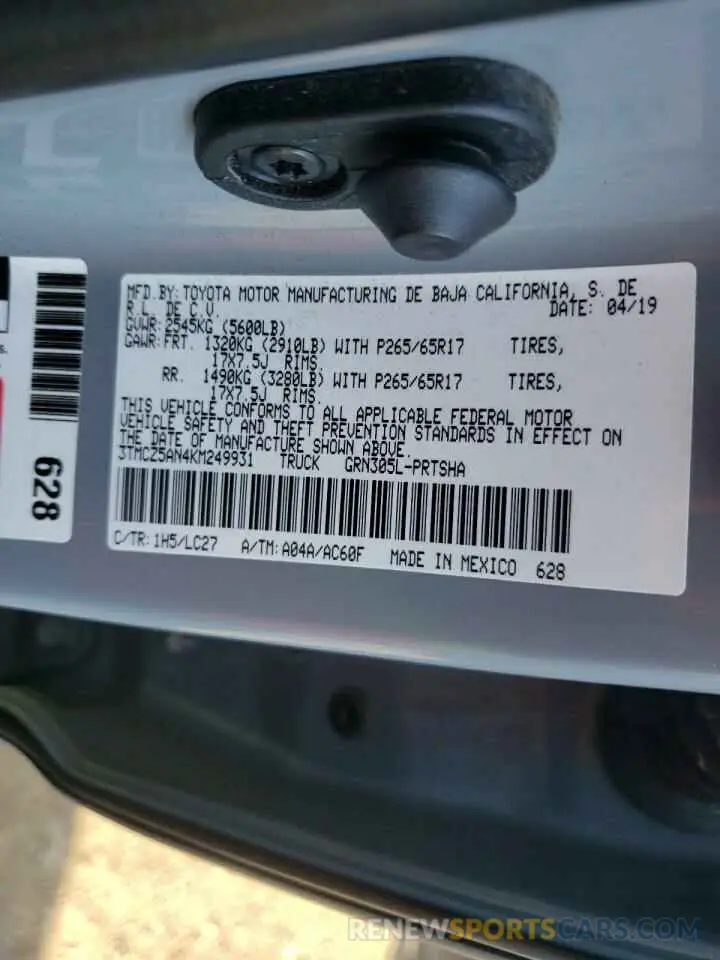 MFD.BY: TOYOTA MOTOR MANUFACTURING DE BAJA CALIFORNIA, S. DE
R.L. DE C.V. DATE: 04/19
GVWR: 2545KG (5600LB)
GAWR: FRT. 1320KG (2910LB) WITH P265/65R17 TIRES,
17X7.5J RIMS.
RR. 1490KG (3280LB) WITH P265/65R17 TIRES,
17X7.5J RIMS.
THIS VEHICLE CONFORMS TO ALL APPLICABLE FEDERAL MOTOR
VEHICLE SAFETY AND THEFT PREVENTION STANDARDS IN EFFECT ON
THE DATE OF MANUFACTURE SHOWN ABOVE.
3TMCZ5AN4KM249931 TRUCK GRN305L-PRTSHA
C/TR: 1H5/LC27 A/TM: A04A/AC60F MADE IN MEXICO 628
628
RENEWSPORTSCARS.COM